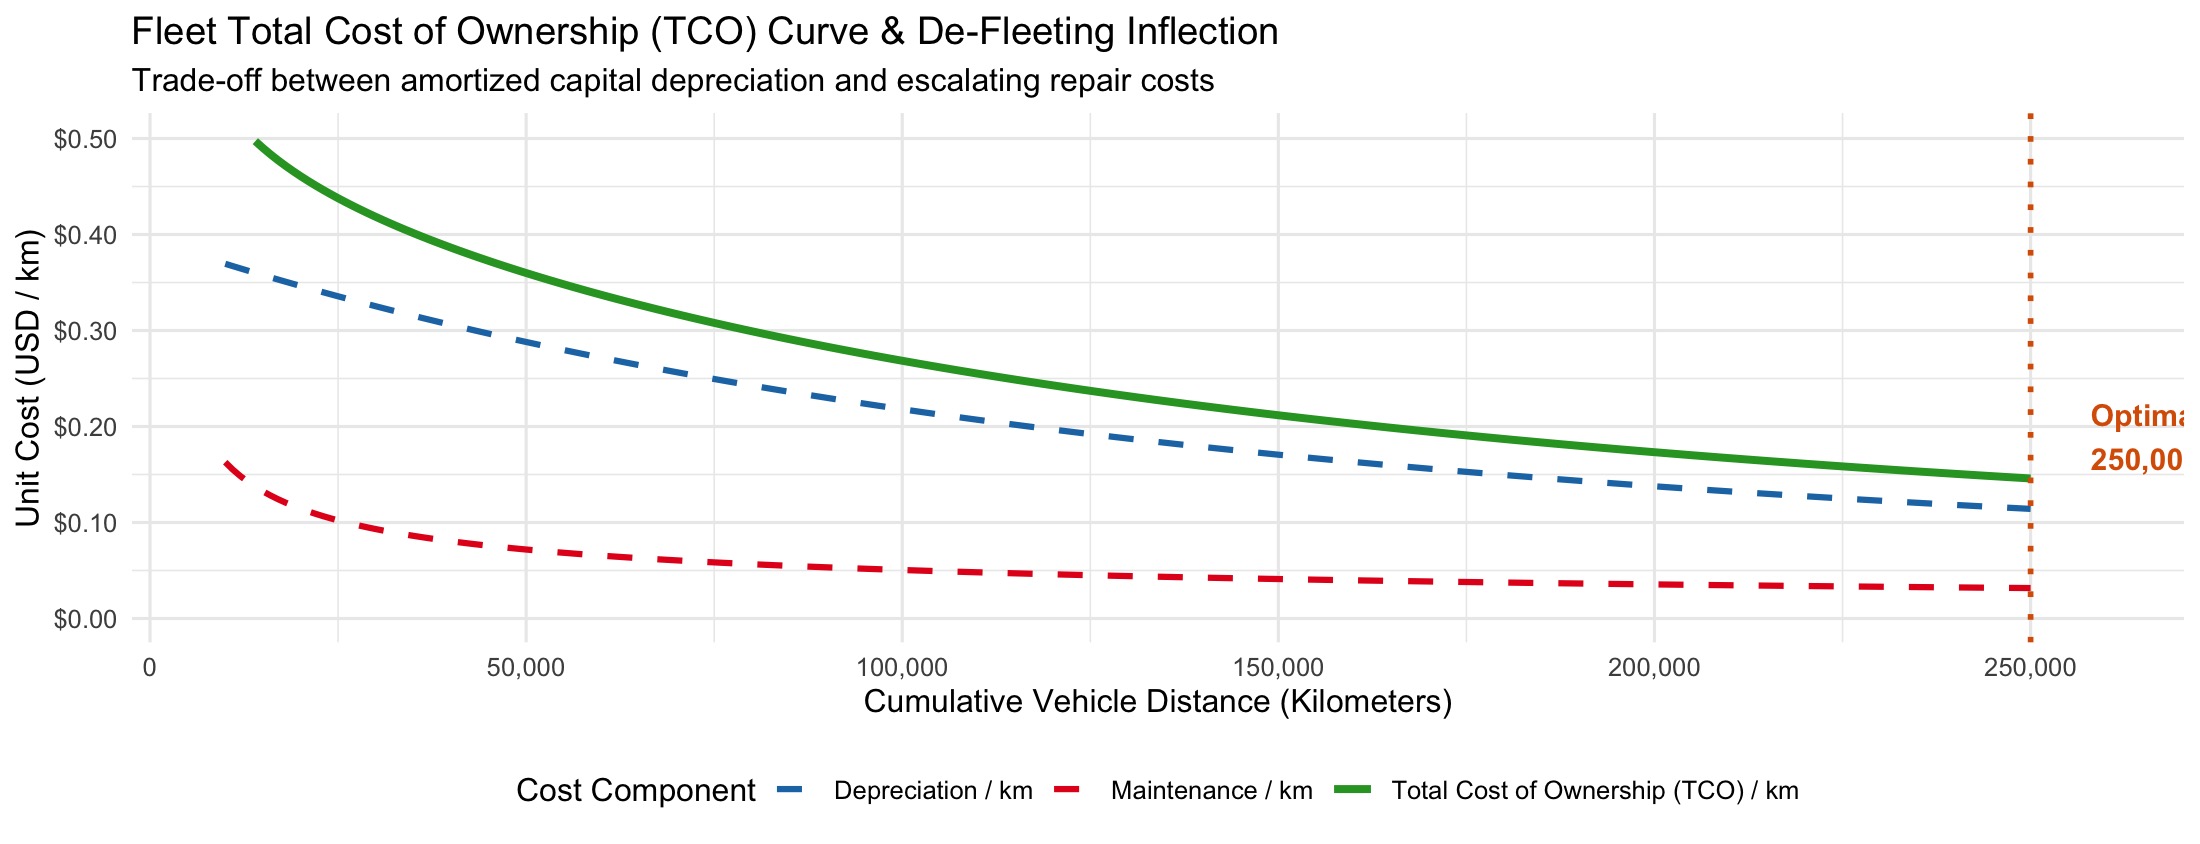 Fleet Total Cost of Ownership (TCO) Curve & De-Fleeting Inflection
Trade-off between amortized capital depreciation and escalating repair costs
Unit Cost (USD / km)
$0.50
$0.40
$0.30
$0.20
$0.10
$0.00
Optima
250,00
0
50,000
100,000
150,000
200,000
250,000
Cumulative Vehicle Distance (Kilometers)
Cost Component
Depreciation / km
Maintenance / km
Total Cost of Ownership (TCO) / km